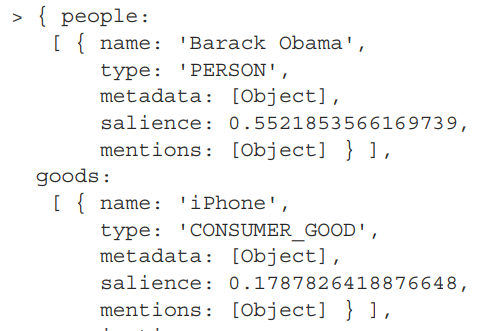 > { people:
[ { name: 'Barack Obama',
type: 'PERSON',
metadata: [Object],
salience: 0.5521853566169739,
mentions: [Object] } ],
goods:
[ { name: 'iPhone',
type: 'CONSUMER_GOOD',
metadata: [Object],
salience: 0.1787826418876648,
mentions: [Object] } ],